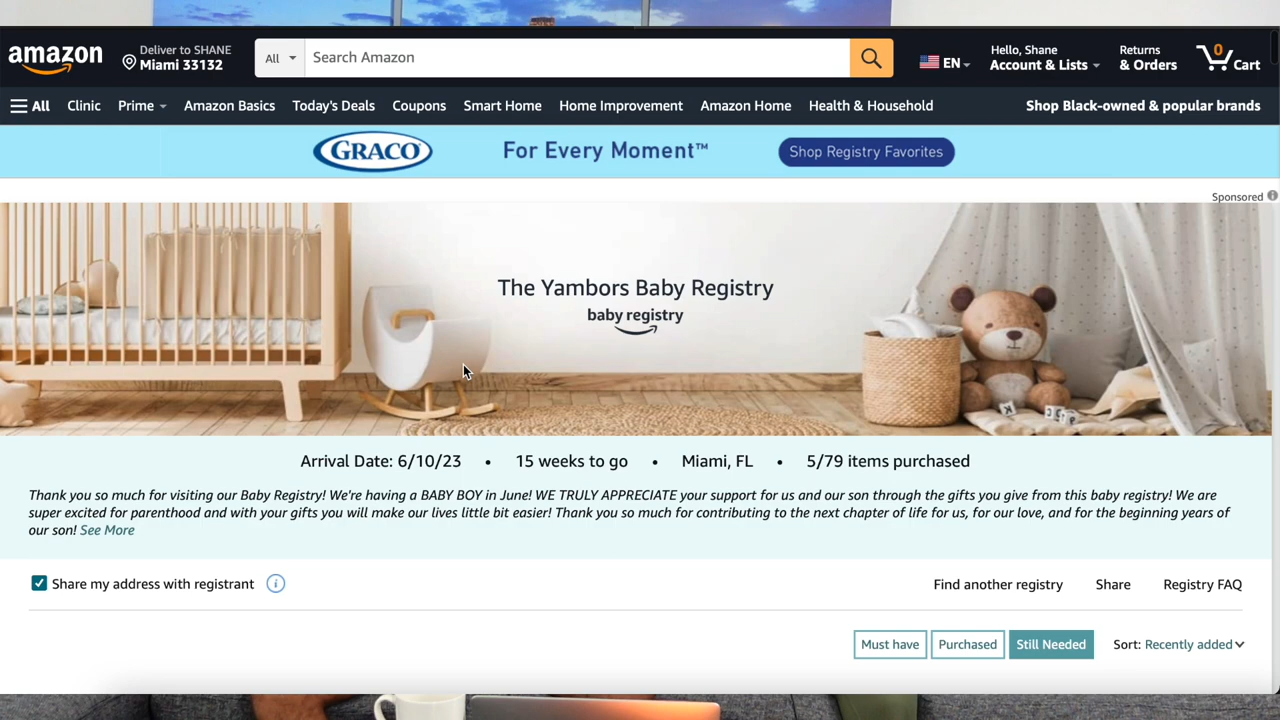 amazon
Deliver to SHANE
Miami 33132
All
Search Amazon
EN
Hello, Shane
Account & Lists
Returns
& Orders
0
Cart
All
Clinic
Prime
Amazon Basics
Today's Deals
Coupons
Smart Home
Home Improvement
Amazon Home
Health & Household
Shop Black-owned & popular brands
GRACO
For Every Moment™
Shop Registry Favorites
Sponsored
The Yambors Baby Registry
baby registry
Arrival Date: 6/10/23 • 15 weeks to go • Miami, FL • 5/79 items purchased
Thank you so much for visiting our Baby Registry! We're having a BABY BOY in June! WE TRULY APPRECIATE your support for us and our son through the gifts you give from this baby registry! We are
super excited for parenthood and with your gifts you will make our lives little bit easier! Thank you so much for contributing to the next chapter of life for us, for our love, and for the beginning years of
our son! See More
Share my address with registrant
Find another registry
Share
Registry FAQ
Must have
Purchased
Still Needed
Sort: Recently added